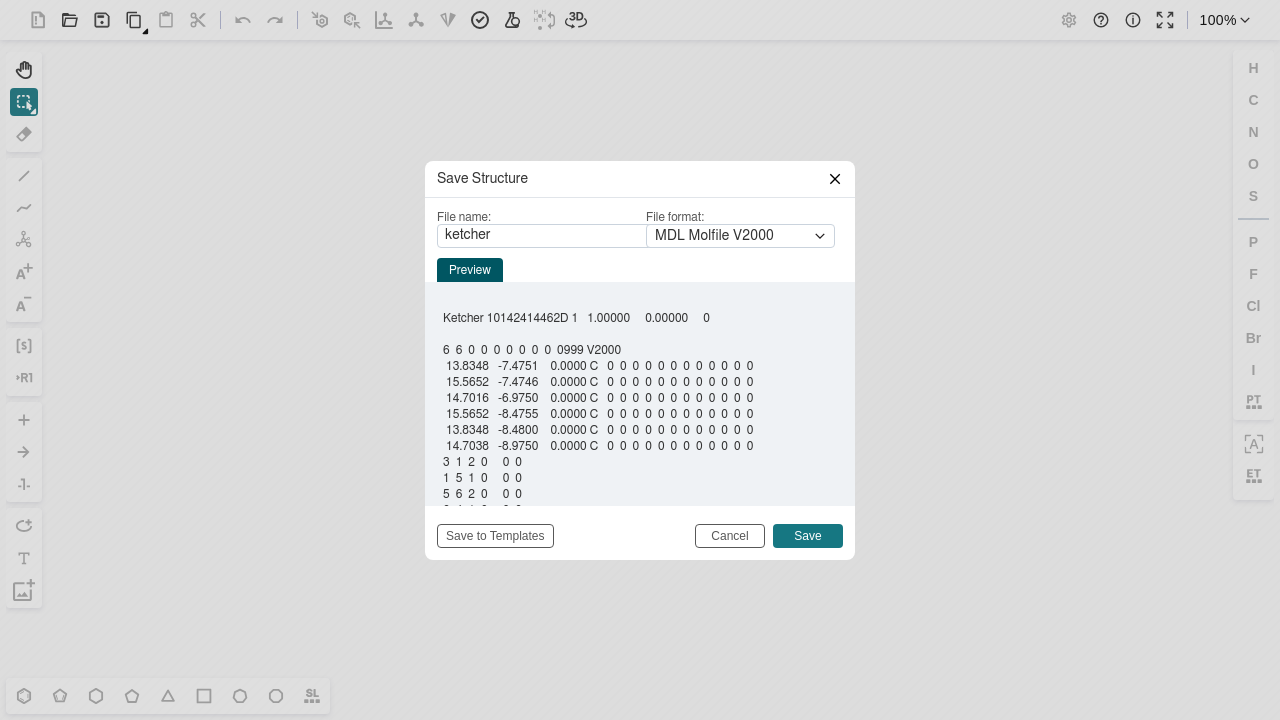 3D
100%
H
C
N
O
S
P
F
Cl
Br
I
PT
[A]
ET
A+
A-
[S]
R1
-1-
T
SL
Save Structure
File name:
File format:
ketcher
MDL Molfile V2000
Preview
Ketcher 10142414462D 1 1.00000 0.00000 0
6 6 0 0 0 0 0 0 0 0999 V2000
13.8348 -7.4751 0.0000 C 0 0 0 0 0 0 0 0 0 0 0 0
15.5652 -7.4746 0.0000 C 0 0 0 0 0 0 0 0 0 0 0 0
14.7016 -6.9750 0.0000 C 0 0 0 0 0 0 0 0 0 0 0 0
15.5652 -8.4755 0.0000 C 0 0 0 0 0 0 0 0 0 0 0 0
13.8348 -8.4800 0.0000 C 0 0 0 0 0 0 0 0 0 0 0 0
14.7038 -8.9750 0.0000 C 0 0 0 0 0 0 0 0 0 0 0 0
3 1 2 0 0 0
1 5 1 0 0 0
5 6 2 0 0 0
Save to Templates
Cancel
Save